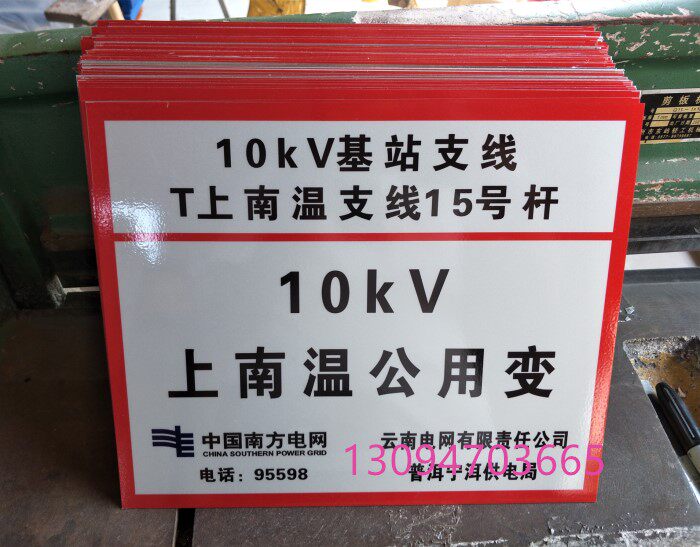 10kV基站支线
T上南温支线15号杆
10kV
上南温公用变
中国南方电网
CHINA SOUTHERN POWER GRID
电话：95598
云南电网有限责任公司
普洱宁洱供电局
13094703665
剪板